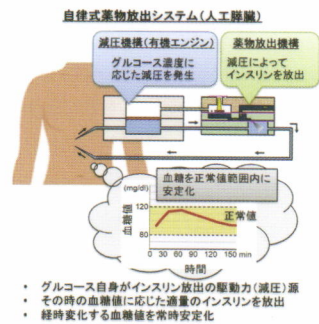 自律式薬物放出システム(人工膵臓)
減圧機構(有機エンジン)
グルコース濃度に
応じた減圧を発生
薬物放出機構
減圧によって
インスリンを放出
血糖を正常値範囲内に
安定化
(mg/dl)
120
80
血糖値
正常値
0 30 60 90 120 150 min
時間
・ グルコース自身がインスリン放出の駆動力(減圧)源
・ その時の血糖値に応じた適量のインスリンを放出
・ 経時変化する血糖値を常時安定化